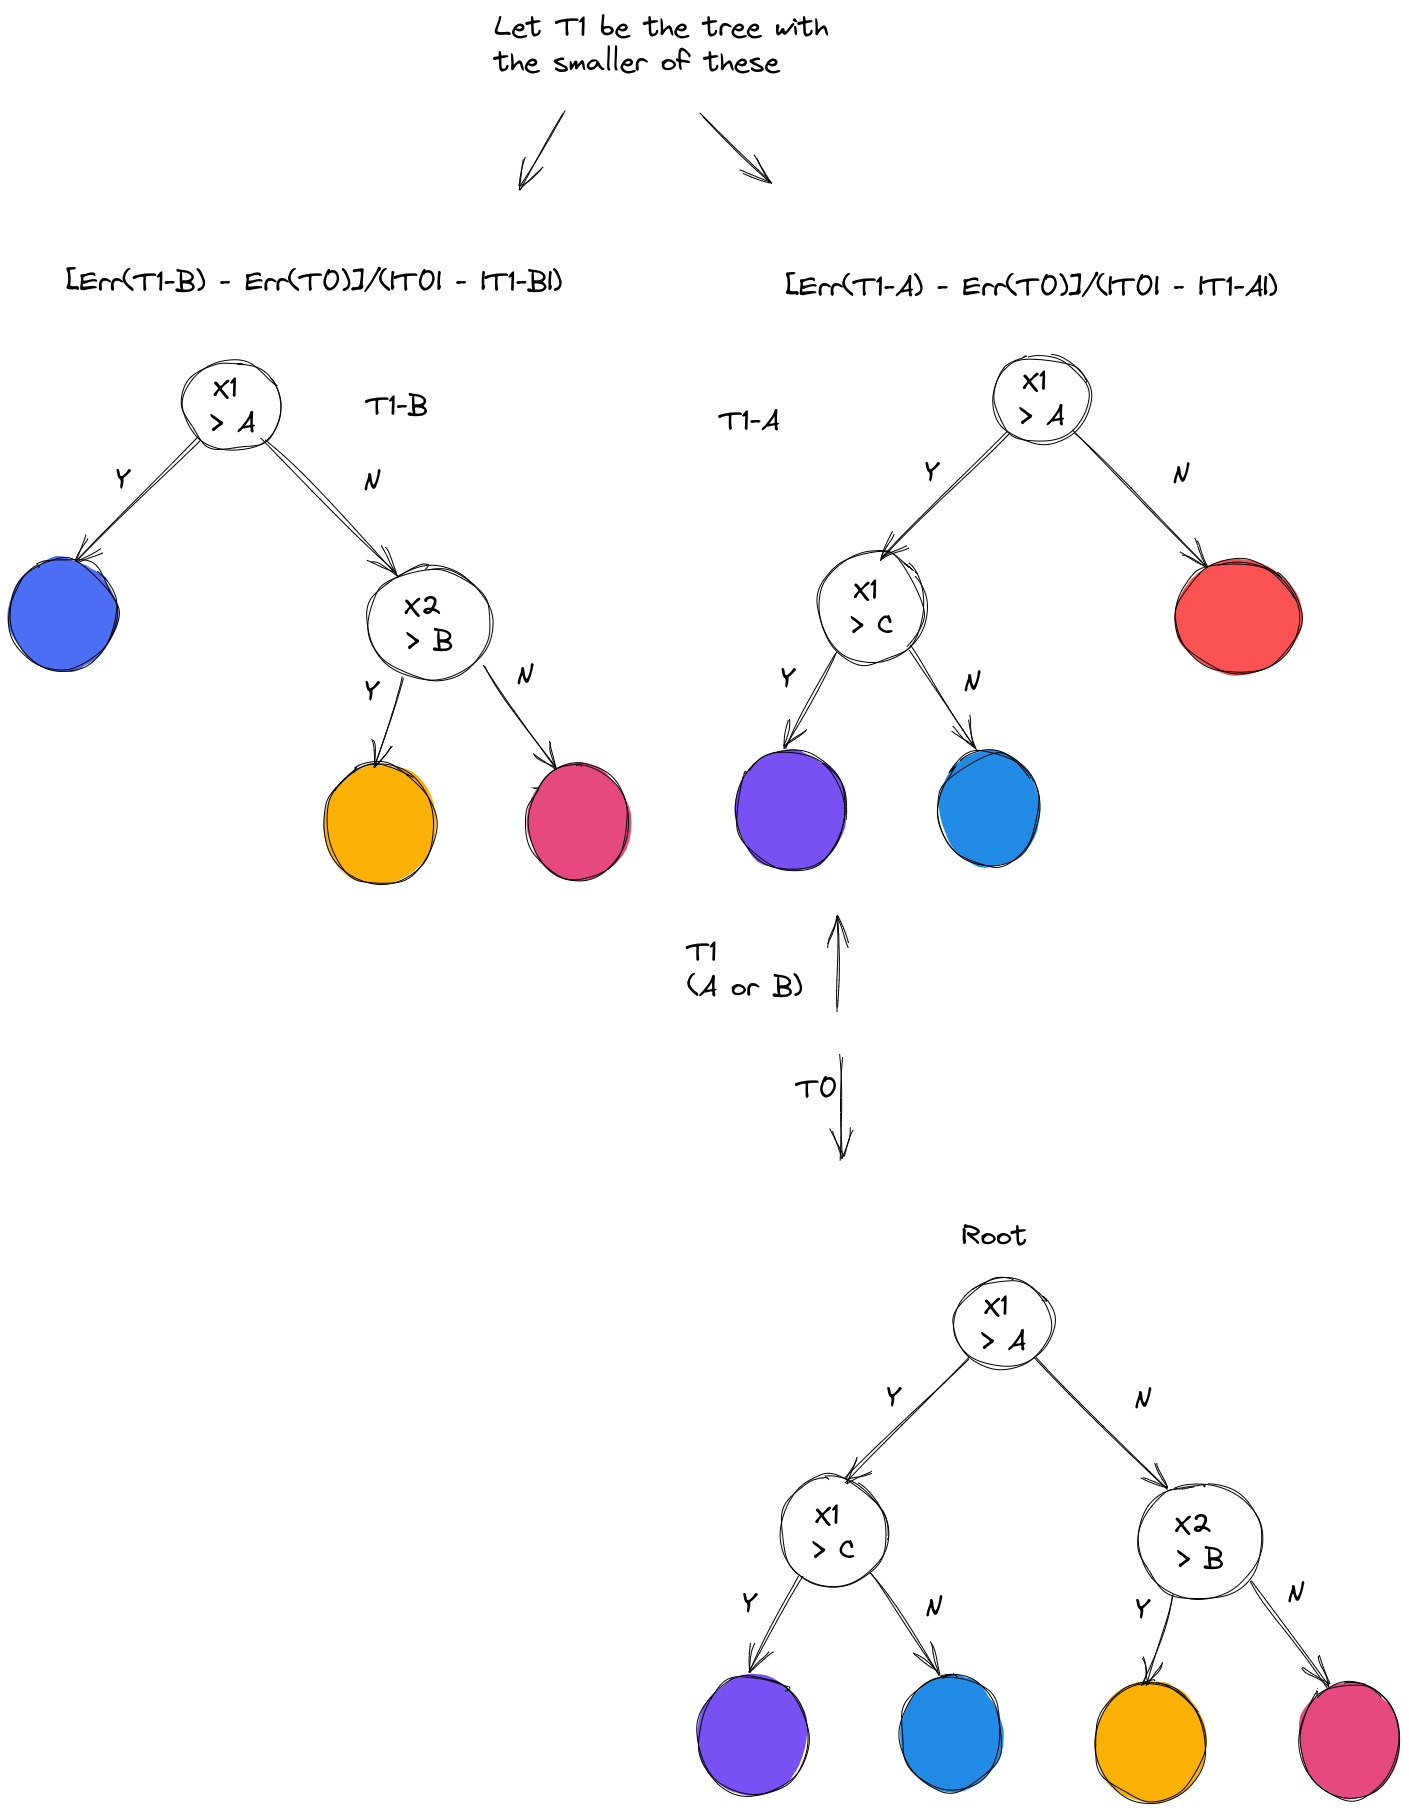 Let T1 be the tree with
the smaller of these
[Err(T1-B) - Err(T0)]/(|T0| - |T1-B|)
[Err(T1-A) - Err(T0)]/(|T0| - |T1-A|)
X1
> A
T1-B
Y
N
X2
> B
Y
N
T1-A
X1
> A
Y
N
X1
> C
Y
N
T1
(A or B)
T0
Root
X1
> A
Y
N
X1
> C
X2
> B
Y
N
Y
N